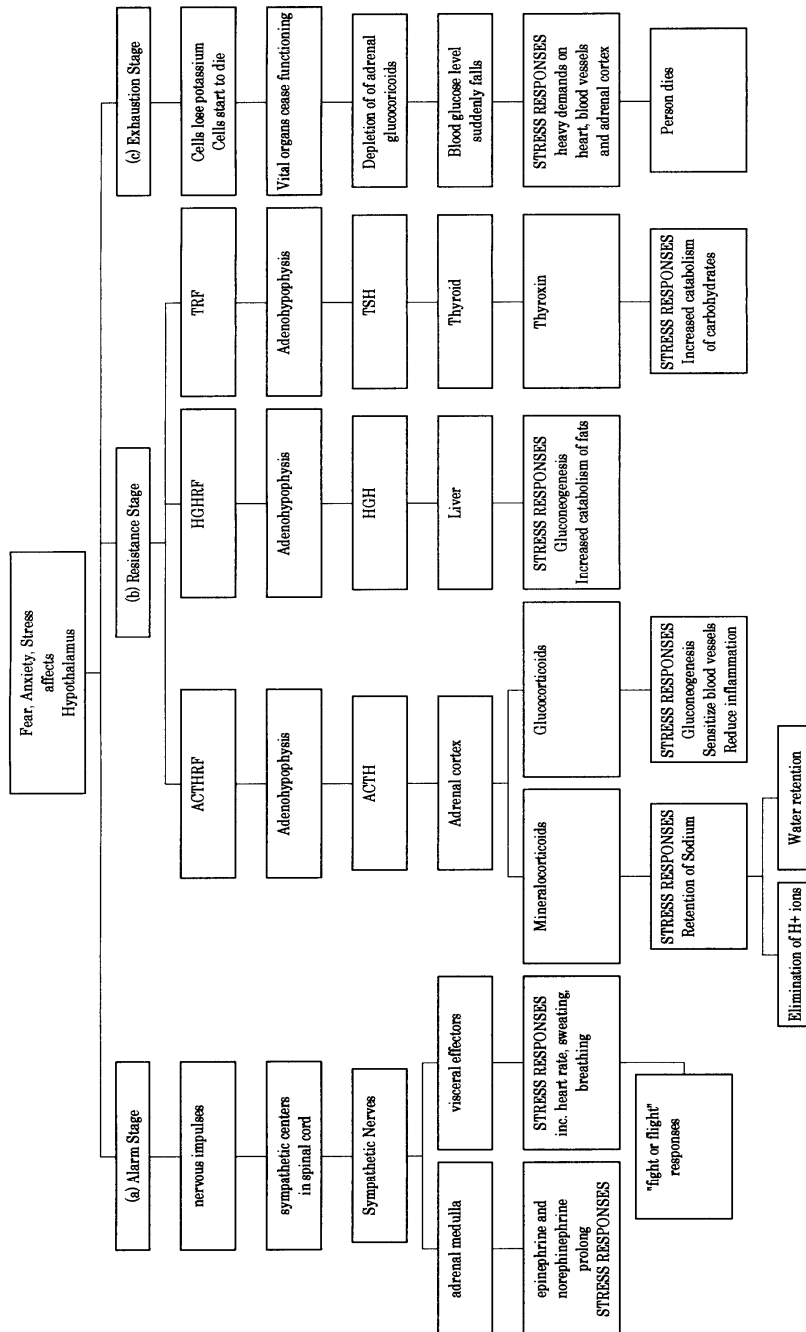 Fear, Anxiety, Stress
affects
Hypothalamus
(a) Alarm Stage
nervous impulses
sympathetic centers
in spinal cord
Sympathetic Nerves
adrenal medulla
epinephrine and
norephinephrine
prolong
STRESS RESPONSES
visceral effectors
STRESS RESPONSES
inc. heart rate, sweating,
breathing
"fight or flight"
responses
(b) Resistance Stage
ACTHRF
Adenohypophysis
ACTH
Adrenal cortex
Mineralocorticoids
STRESS RESPONSES
Retention of Sodium
Elimination of H+ ions
Water retention
Glucocorticoids
STRESS RESPONSES
Gluconeogenesis
Sensitize blood vessels
Reduce inflammation
HGHRF
Adenohypophysis
HGH
Liver
STRESS RESPONSES
Gluconeogenesis
Increased catabolism of fats
TRF
Adenohypophysis
TSH
Thyroid
Thyroxin
STRESS RESPONSES
Increased catabolism
of carbohydrates
(c) Exhaustion Stage
Cells lose potassium
Cells start to die
Vital organs cease functioning
Depletion of of adrenal
glucocoricoids
Blood glucose level
suddenly falls
STRESS RESPONSES
heavy demands on
heart, blood vessels
and adrenal cortex
Person dies